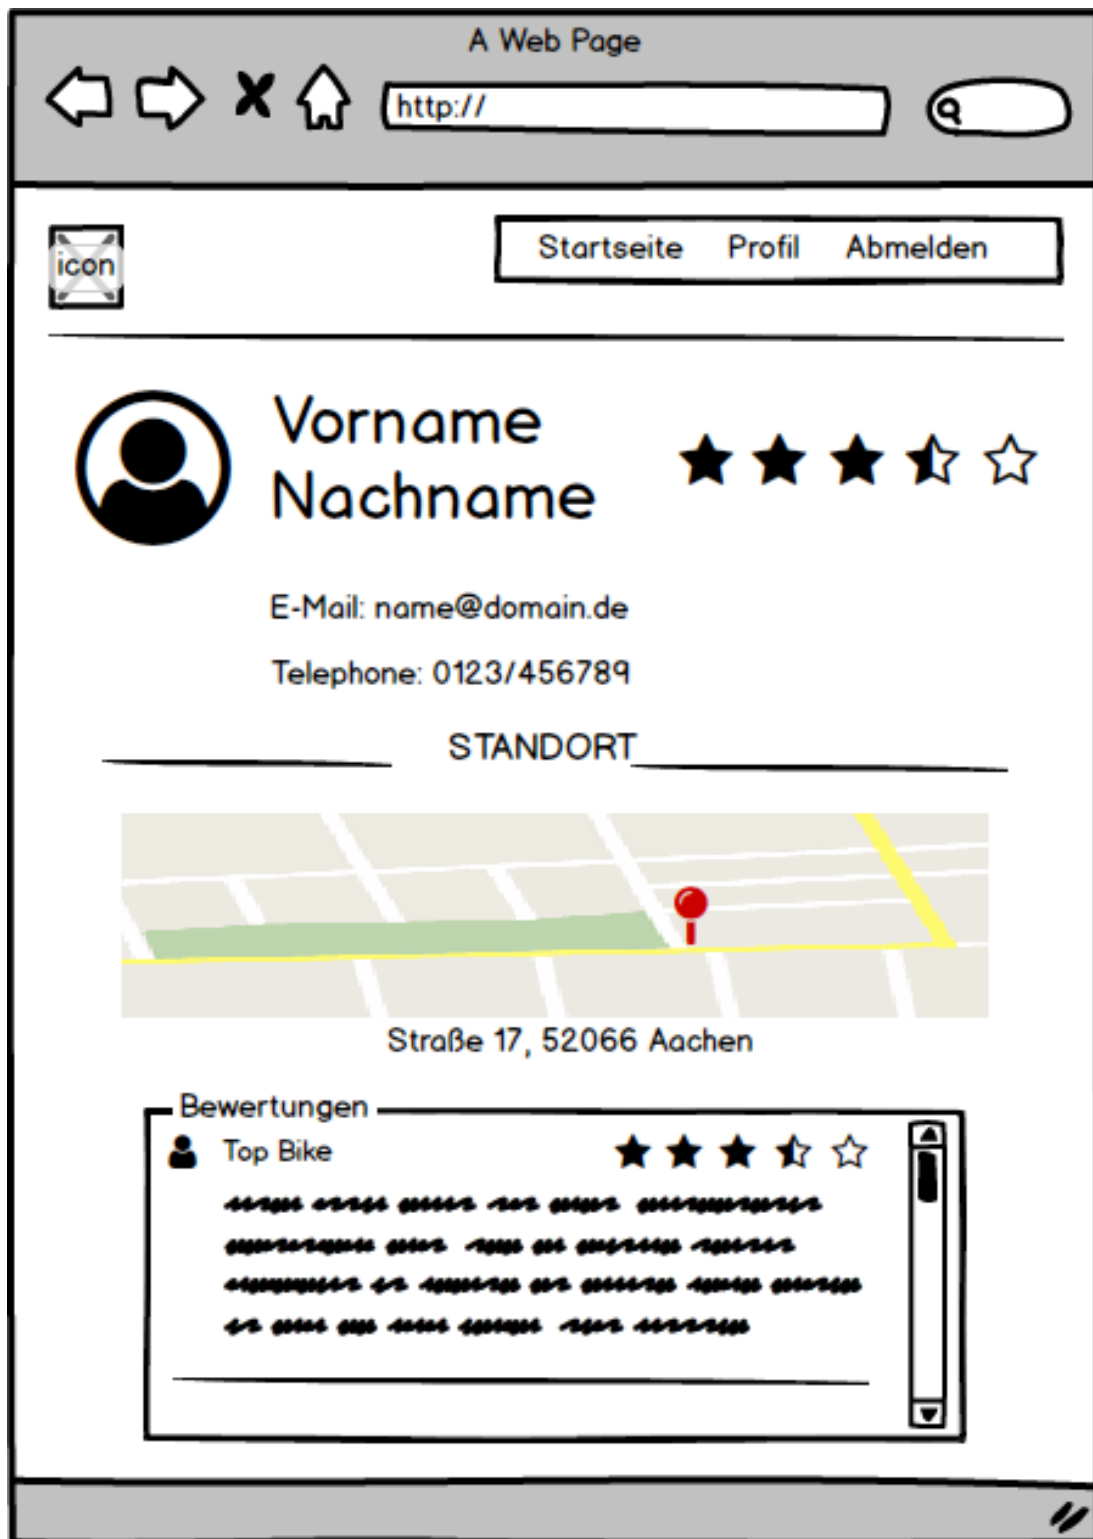 A Web Page
http://
icon
Startseite Profil Abmelden
Vorname
Nachname
E-Mail: name@domain.de
Telephone: 0123/456789
STANDORT
Straße 17, 52066 Aachen
Bewertungen
Top Bike